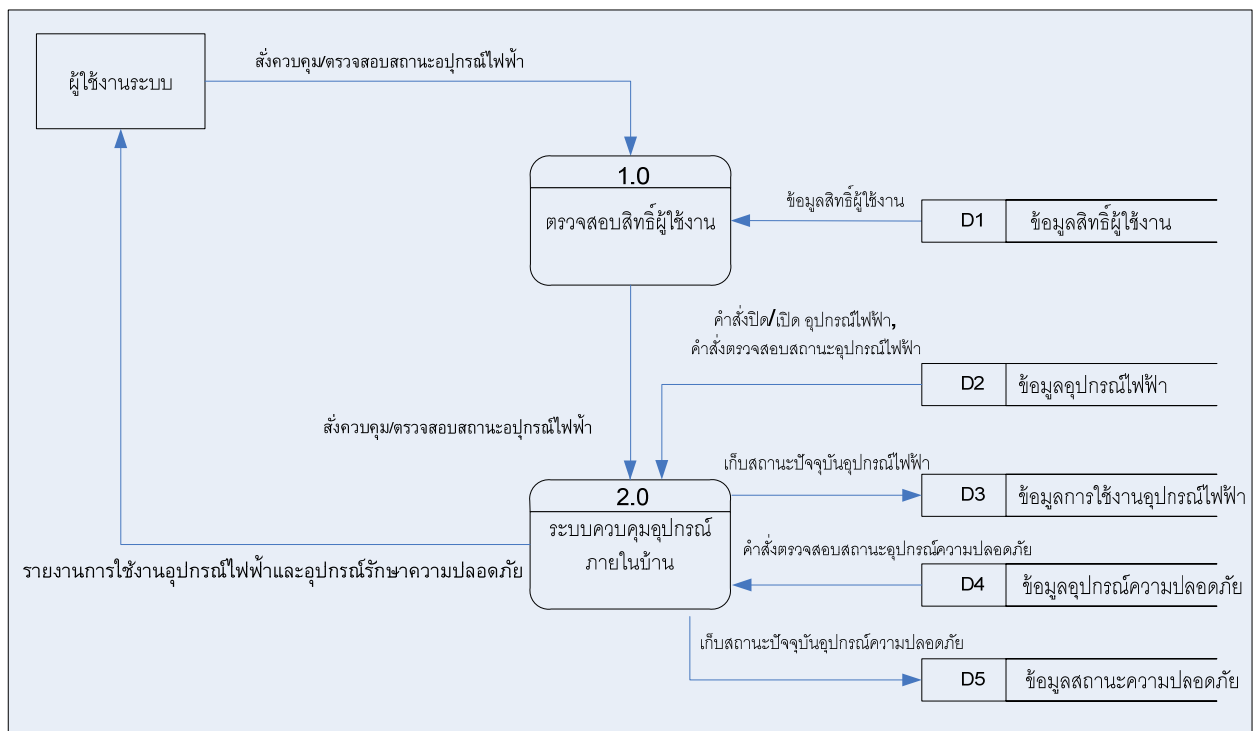 ผู้ใช้งานระบบ
สั่งควบคุม/ตรวจสอบสถานะอปุกรณ์ไฟฟ้า
1.0
ตรวจสอบสิทธิ์ผู้ใช้งาน
ข้อมูลสิทธิ์ผู้ใช้งาน
D1
ข้อมูลสิทธิ์ผู้ใช้งาน
คำสั่งปิด/เปิด อุปกรณ์ไฟฟ้า,
คำสั่งตรวจสอบสถานะอุปกรณ์ไฟฟ้า
D2
ข้อมูลอุปกรณ์ไฟฟ้า
สั่งควบคุม/ตรวจสอบสถานะอปุกรณ์ไฟฟ้า
เก็บสถานะปัจจุบันอุปกรณ์ไฟฟ้า
D3
ข้อมูลการใช้งานอุปกรณ์ไฟฟ้า
2.0
ระบบควบคุมอุปกรณ์
ภายในบ้าน
คำสั่งตรวจสอบสถานะอุปกรณ์ความปลอดภัย
D4
ข้อมูลอุปกรณ์ความปลอดภัย
รายงานการใช้งานอุปกรณ์ไฟฟ้าและอุปกรณ์รักษาความปลอดภัย
เก็บสถานะปัจจุบันอุปกรณ์ความปลอดภัย
D5
ข้อมูลสถานะความปลอดภัย